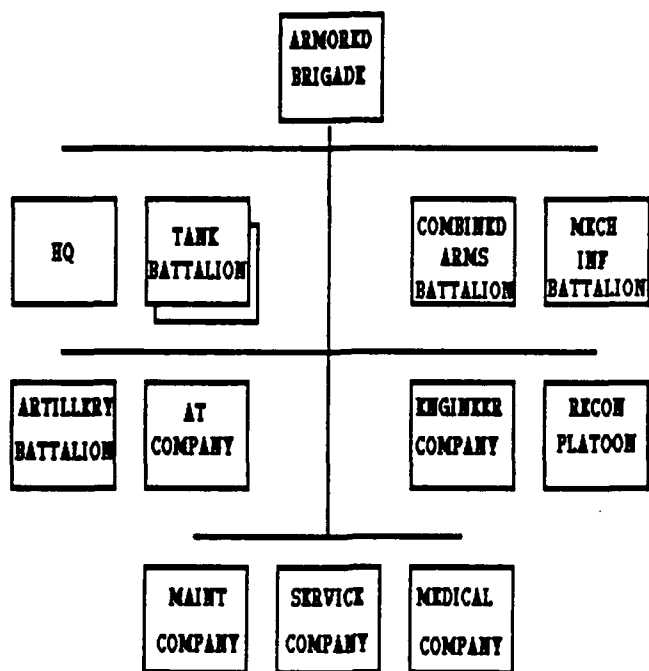 ARMORED
BRIGADE
HQ
TANK
BATTALION
COMBINED
ARMS
BATTALION
MECH
INF
BATTALION
ARTILLERY
BATTALION
AT
COMPANY
ENGINEER
COMPANY
RECON
PLATOON
MAINT
COMPANY
SERVICE
COMPANY
MEDICAL
COMPANY